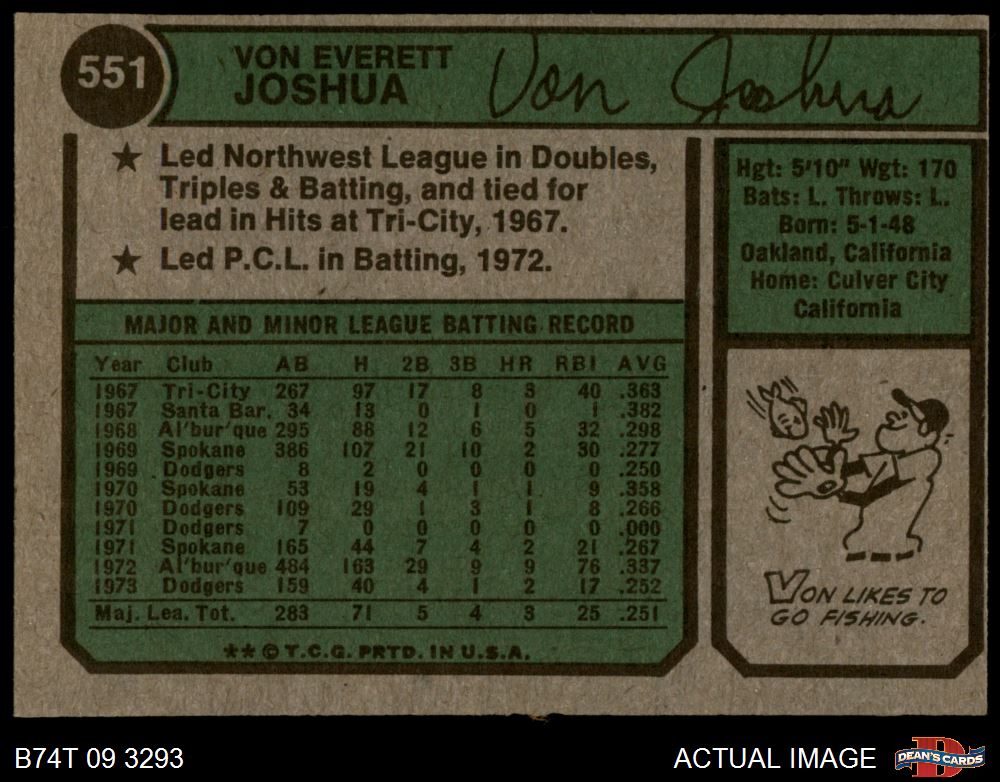 551
VON EVERETT
JOSHUA
Von Joshua
★ Led Northwest League in Doubles,
Triples & Batting, and tied for
lead in Hits at Tri-City, 1967.
★ Led P.C.L. in Batting, 1972.
Hgt: 5'10" Wgt: 170
Bats: L. Throws: L.
Born: 5-1-48
Oakland, California
Home: Culver City
California
MAJOR AND MINOR LEAGUE BATTING RECORD
Year Club AB H 2B 3B HR RBI AVG
1967 Tri-City 267 97 17 8 3 40 .363
1967 Santa Bar. 34 13 0 1 0 1 .382
1968 Al'bur'que 295 88 12 6 5 32 .298
1969 Spokane 386 107 21 10 2 30 .277
1969 Dodgers 8 2 0 0 0 0 .250
1970 Spokane 53 19 4 1 1 9 .358
1970 Dodgers 109 29 1 3 1 8 .266
1971 Dodgers 7 0 0 0 0 0 .000
1971 Spokane 165 44 7 4 2 21 .267
1972 Al'bur'que 484 163 29 9 9 76 .337
1973 Dodgers 159 40 4 1 2 17 .252
Maj. Lea. Tot. 283 71 5 4 3 25 .251
** © T.C.G. PRTD. IN U.S.A.
VON LIKES TO
GO FISHING.
B74T 09 3293
ACTUAL IMAGE
DEAN'S CARDS